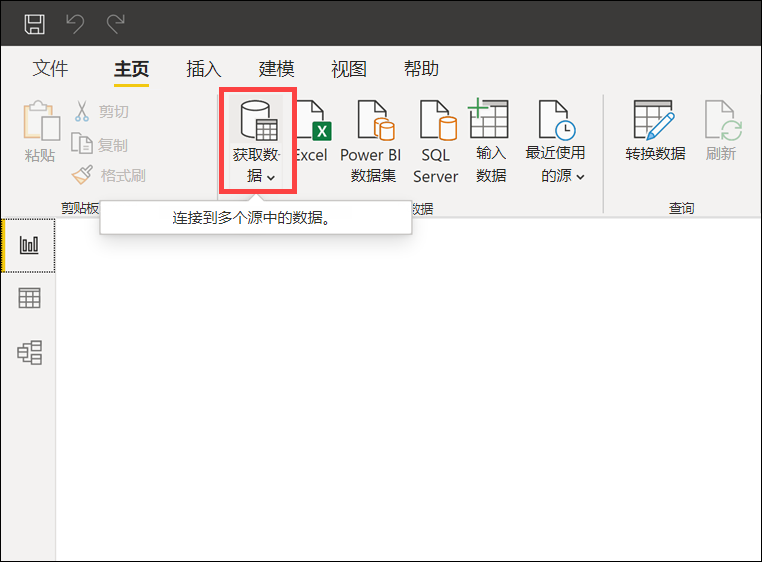 文件 主页 插入 建模 视图 帮助
粘贴
剪切
复制
格式刷
获取数据
Excel
Power BI
数据集
SQL
Server
输入
数据
最近使用
的源
转换数据
刷新
剪贴板
数据
查询
连接到多个源中的数据。